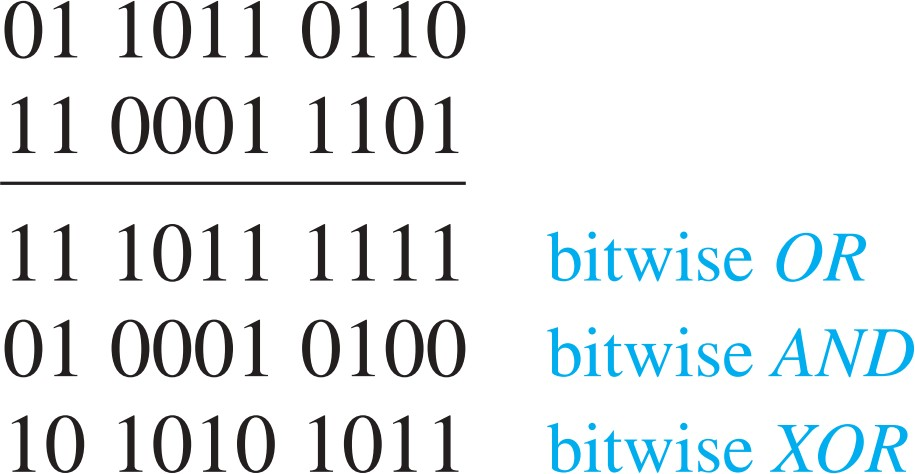 01 1011 0110
11 0001 1101
11 1011 1111 bitwise OR
01 0001 0100 bitwise AND
10 1010 1011 bitwise XOR